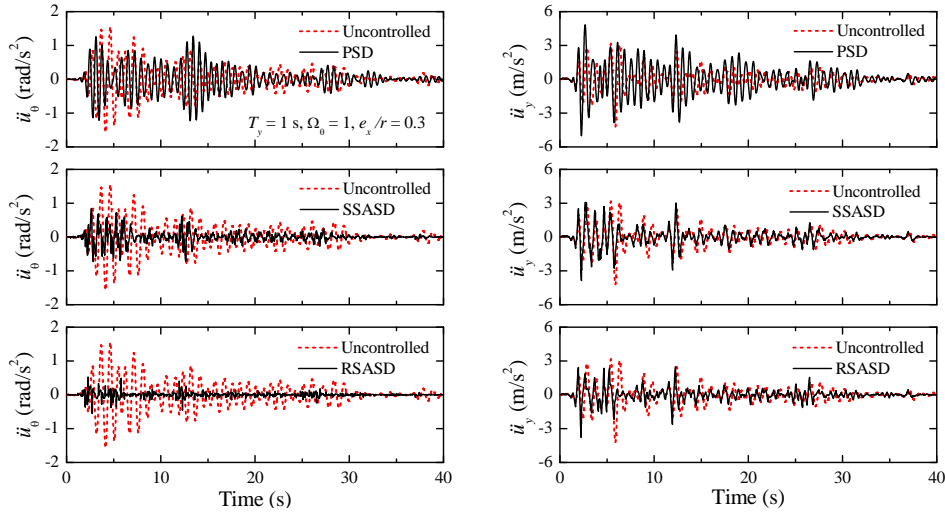 2
1
0
-1
-2
ü_θ (rad/s²)
Uncontrolled
PSD
T_y = 1 s, Ω_θ = 1, e_x/r = 0.3
6
3
0
-3
-6
ü_y (m/s²)
Uncontrolled
PSD
2
1
0
-1
-2
ü_θ (rad/s²)
Uncontrolled
SSASD
6
3
0
-3
-6
ü_y (m/s²)
Uncontrolled
SSASD
2
1
0
-1
-2
ü_θ (rad/s²)
Uncontrolled
RSASD
0 10 20 30 40
Time (s)
6
3
0
-3
-6
ü_y (m/s²)
Uncontrolled
RSASD
0 10 20 30 40
Time (s)